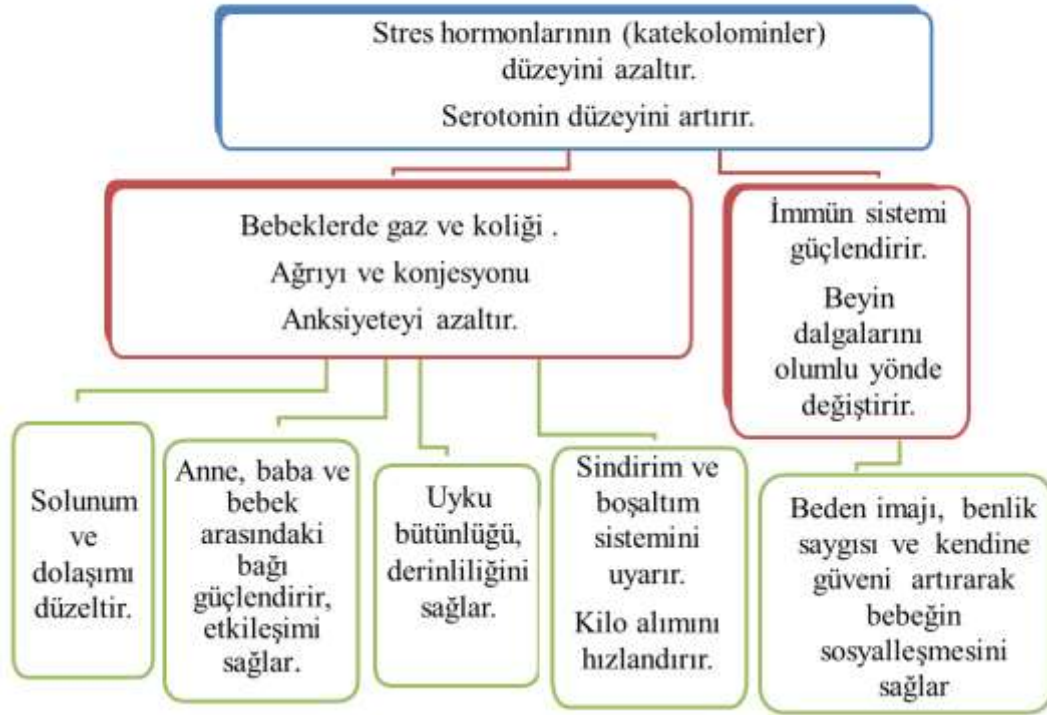 Stres hormonlarının (katekolominler)
düzeyini azaltır.
Serotonin düzeyini artırır.
Bebeklerde gaz ve koliği .
Ağrıyı ve konjesyonu
Anksiyeteyi azaltır.
İmmün sistemi
güçlendirir.
Beyin
dalgalarını
olumlu yönde
değiştirir.
Solunum
ve
dolaşımı
düzeltir.
Anne, baba ve
bebek
arasındaki
bağı
güçlendirir,
etkileşimi
sağlar.
Uyku
bütünlüğü,
derinliliğini
sağlar.
Sindirim ve
boşaltım
sistemini
uyarır.
Kilo alımını
hızlandırır.
Beden imajı, benlik
saygısı ve kendine
güveni artırarak
bebeğin
sosyalleşmesini
sağlar